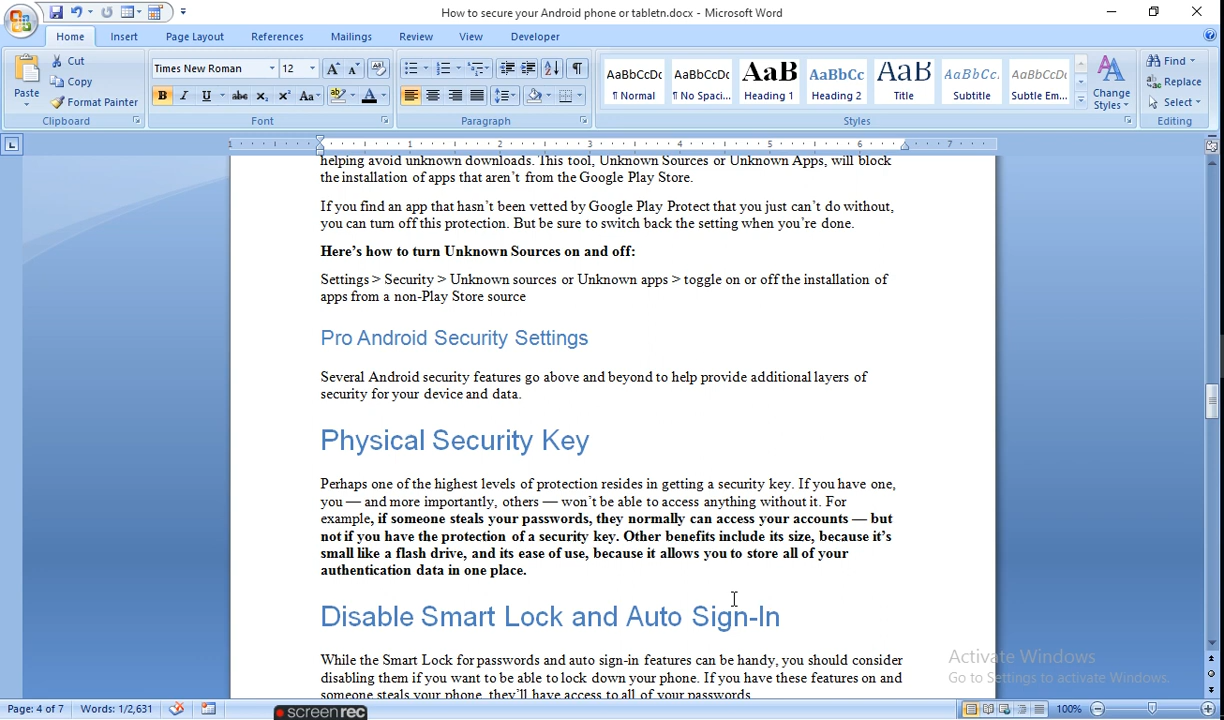 How to secure your Android phone or tabletn.docx - Microsoft Word
Home Insert Page Layout References Mailings Review View Developer
Paste Cut Copy Format Painter Clipboard
Times New Roman 12 Font
Paragraph
AaBbCcDc ¶ Normal
AaBbCcDc ¶ No Spaci...
AaB Heading 1
AaBbCc Heading 2
AaB Title
AaBbCc. Subtitle
AaBbCcDt Subtle Em...
Change Styles
Styles
Find Replace Select Editing
1 1 2 3 4 5 6 7
helping avoid unknown downloads. This tool, Unknown Sources or Unknown Apps, will block
the installation of apps that aren't from the Google Play Store.
If you find an app that hasn't been vetted by Google Play Protect that you just can't do without,
you can turn off this protection. But be sure to switch back the setting when you're done.
Here's how to turn Unknown Sources on and off:
Settings > Security > Unknown sources or Unknown apps > toggle on or off the installation of
apps from a non-Play Store source
Pro Android Security Settings
Several Android security features go above and beyond to help provide additional layers of
security for your device and data.
Physical Security Key
Perhaps one of the highest levels of protection resides in getting a security key. If you have one,
you — and more importantly, others — won't be able to access anything without it. For
example, if someone steals your passwords, they normally can access your accounts — but
not if you have the protection of a security key. Other benefits include its size, because it's
small like a flash drive, and its ease of use, because it allows you to store all of your
authentication data in one place.
Disable Smart Lock and Auto Sign-In
While the Smart Lock for passwords and auto sign-in features can be handy, you should consider
disabling them if you want to be able to lock down your phone. If you have these features on and
someone steals your phone, they'll have access to all of your passwords.
Activate Windows
Go to Settings to activate Windows.
Page: 4 of 7 Words: 1/2,631 100%
screenrec